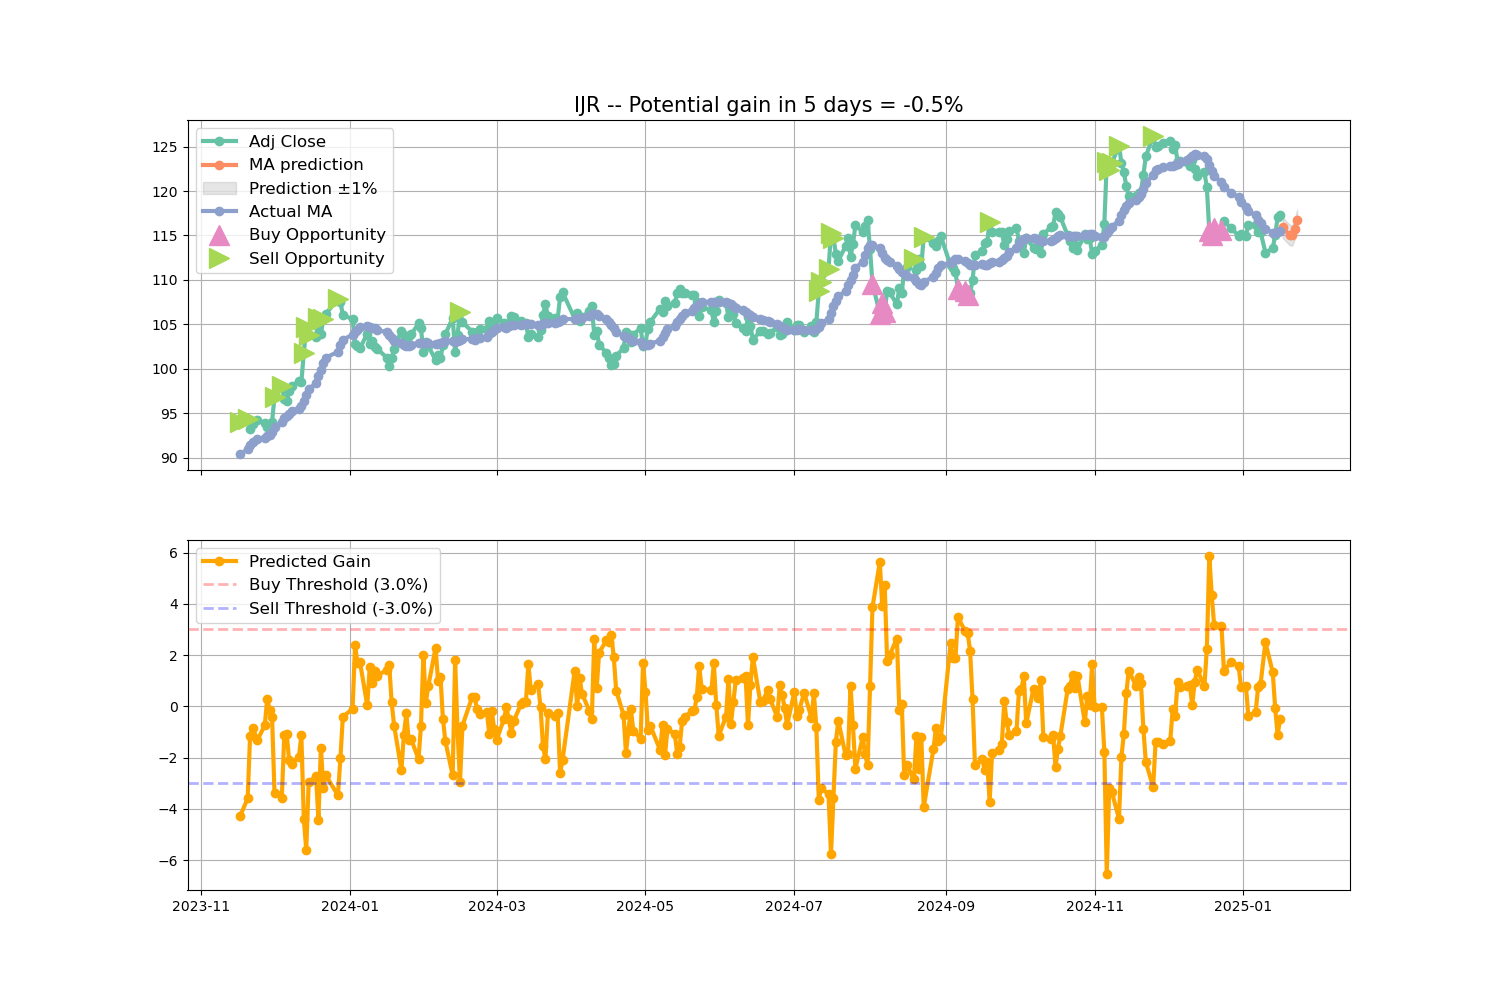 IJR -- Potential gain in 5 days = -0.5%
Adj Close
MA prediction
Prediction ±1%
Actual MA
Buy Opportunity
Sell Opportunity
125
120
115
110
105
100
95
90
Predicted Gain
Buy Threshold (3.0%)
Sell Threshold (-3.0%)
6
4
2
0
−2
−4
−6
2023-11
2024-01
2024-03
2024-05
2024-07
2024-09
2024-11
2025-01